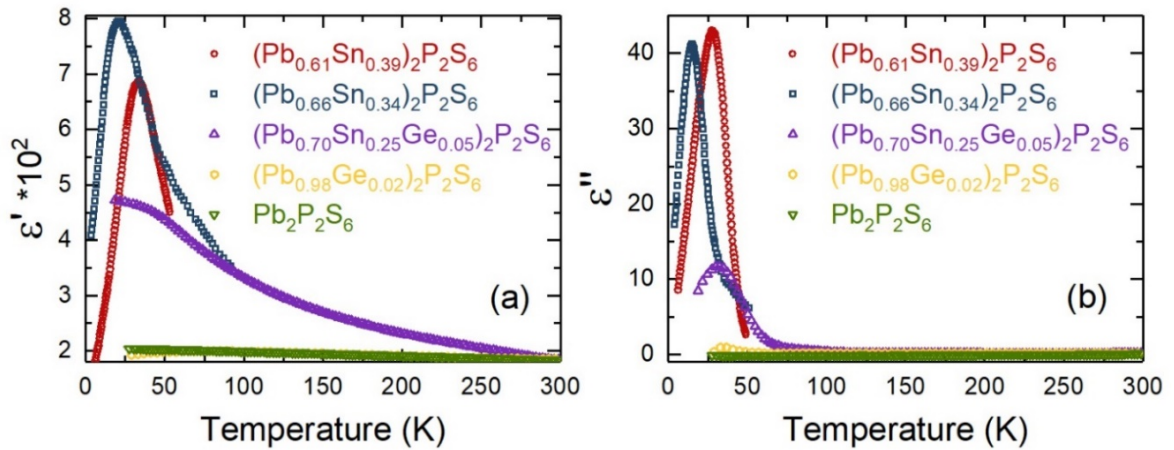 8
7
6
5
4
3
2
ε' *10²
(Pb₀.₆₁Sn₀.₃₉)₂P₂S₆
(Pb₀.₆₆Sn₀.₃₄)₂P₂S₆
(Pb₀.₇₀Sn₀.₂₅Ge₀.₀₅)₂P₂S₆
(Pb₀.₉₈Ge₀.₀₂)₂P₂S₆
Pb₂P₂S₆
(a)
0 50 100 150 200 250 300
Temperature (K)
40
30
20
10
0
ε''
(Pb₀.₆₁Sn₀.₃₉)₂P₂S₆
(Pb₀.₆₆Sn₀.₃₄)₂P₂S₆
(Pb₀.₇₀Sn₀.₂₅Ge₀.₀₅)₂P₂S₆
(Pb₀.₉₈Ge₀.₀₂)₂P₂S₆
Pb₂P₂S₆
(b)
0 50 100 150 200 250 300
Temperature (K)